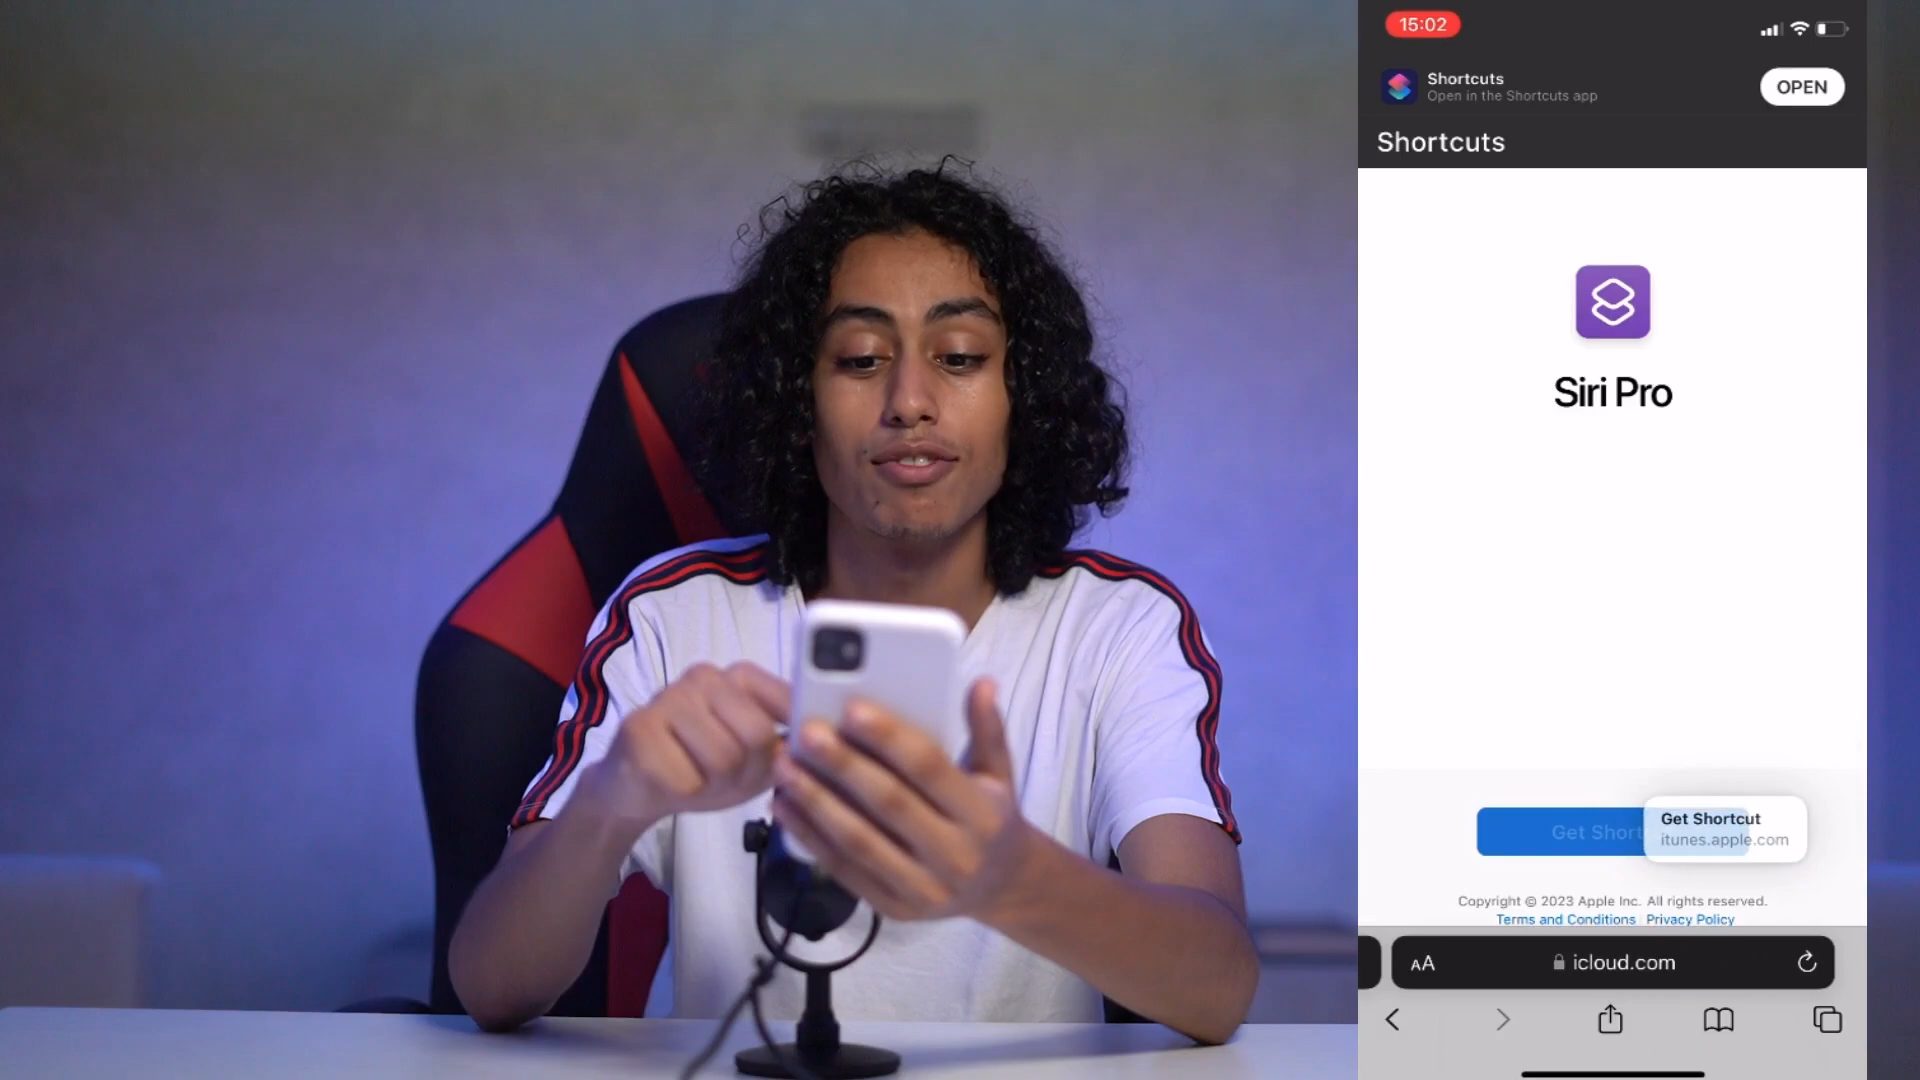 15:02
Shortcuts
Open in the Shortcuts app
OPEN
Shortcuts
Siri Pro
Get Short
Get Shortcut
itunes.apple.com
Copyright © 2023 Apple Inc. All rights reserved.
Terms and Conditions | Privacy Policy
AA
icloud.com